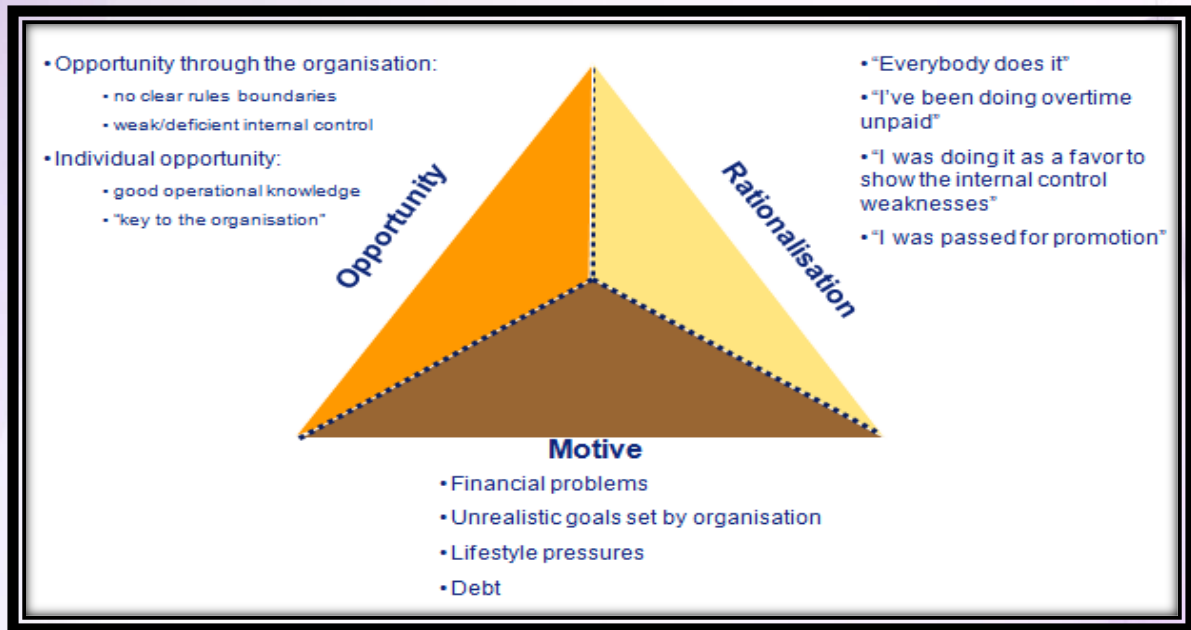 • Opportunity through the organisation:
• no clear rules boundaries
• weak/deficient internal control
• Individual opportunity:
• good operational knowledge
• "key to the organisation"
Opportunity
Rationalisation
• "Everybody does it"
• "I've been doing overtime
unpaid"
• "I was doing it as a favor to
show the internal control
weaknesses"
• "I was passed for promotion"
Motive
• Financial problems
• Unrealistic goals set by organisation
• Lifestyle pressures
• Debt